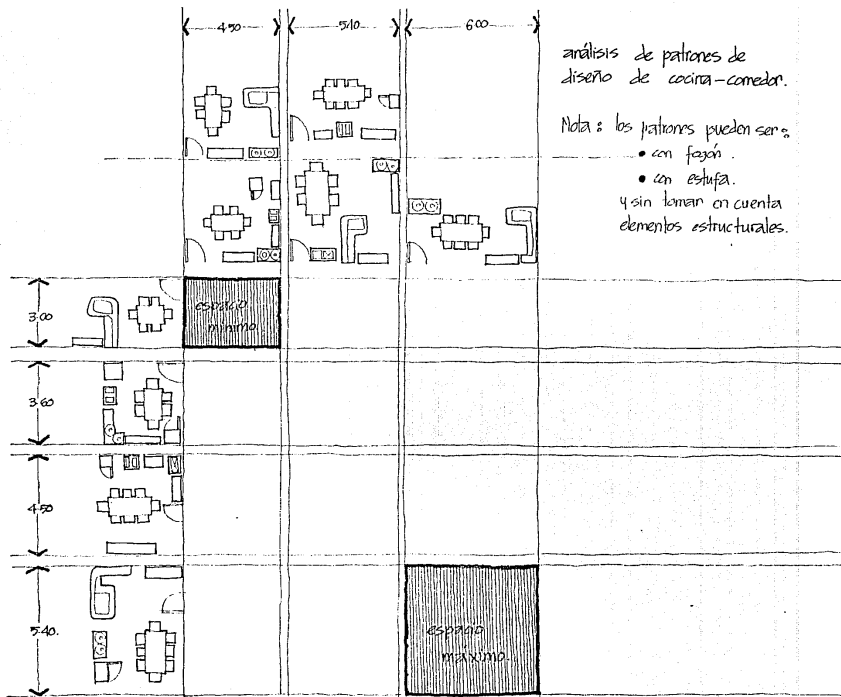 4.50 5.40 6.00
análisis de patrones de
diseño de cocina-comedor.
Nota: los patrones pueden ser:
• con fogón.
• con estufa.
y sin tomar en cuenta
elementos estructurales.
3.00
espacio
mínimo
3.60
4.50
5.40.
espacio
máximo.